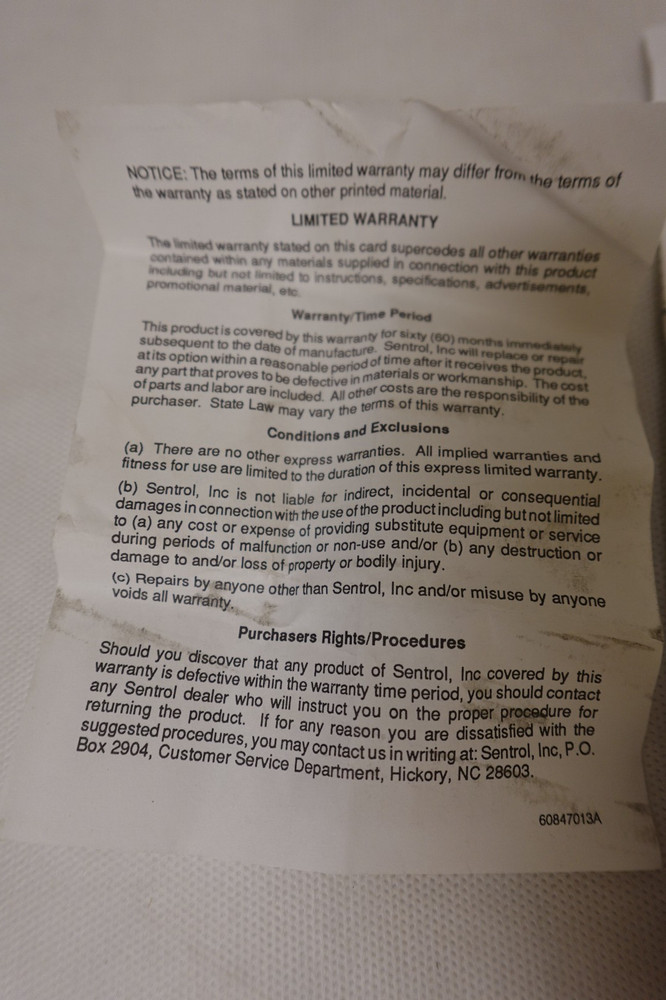 NOTICE: The terms of this limited warranty may differ from the terms of
the warranty as stated on other printed material.
LIMITED WARRANTY
The limited warranty stated on this card supercedes all other warranties
contained within any materials supplied in connection with this product
including but not limited to instructions, specifications, advertisements,
promotional material, etc.
Warranty/Time Period
This product is covered by this warranty for sixty (60) months immediately
subsequent to the date of manufacture. Sentrol, Inc will replace or repair
at its option within a reasonable period of time after it receives the product,
any part that proves to be defective in materials or workmanship. The cost
of parts and labor are included. All other costs are the responsibility of the
purchaser. State Law may vary the terms of this warranty.
Conditions and Exclusions
(a) There are no other express warranties. All implied warranties and
fitness for use are limited to the duration of this express limited warranty.
(b) Sentrol, Inc is not liable for indirect, incidental or consequential
damages in connection with the use of the product including but not limited
to (a) any cost or expense of providing substitute equipment or service
during periods of malfunction or non-use and/or (b) any destruction or
damage to and/or loss of property or bodily injury.
(c) Repairs by anyone other than Sentrol, Inc and/or misuse by anyone
voids all warranty.
Purchasers Rights/Procedures
Should you discover that any product of Sentrol, Inc covered by this
warranty is defective within the warranty time period, you should contact
any Sentrol dealer who will instruct you on the proper procedure for
returning the product. If for any reason you are dissatisfied with the
suggested procedures, you may contact us in writing at: Sentrol, Inc, P.O.
Box 2904, Customer Service Department, Hickory, NC 28603.
60847013A